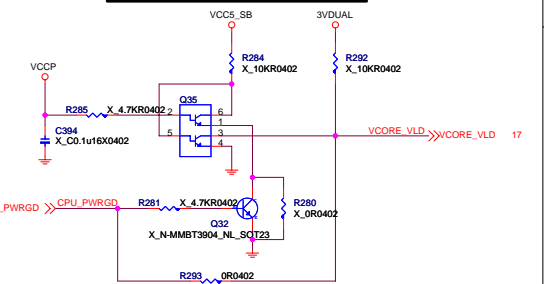 VCC5_SB 3VDUAL
R284 R292
X_10KR0402 X_10KR0402
VCCP
R285 X_4.7KR0402 Q35
2 6
1
C394 5 3 VCORE_VLD VCORE_VLD 17
X_C0.1u16X0402 4
_PWRGD CPU_PWRGD R281 X_4.7KR0402 R280
X_0R0402
Q32
X_N-MMBT3904_NL_SOT23
R293 0R0402